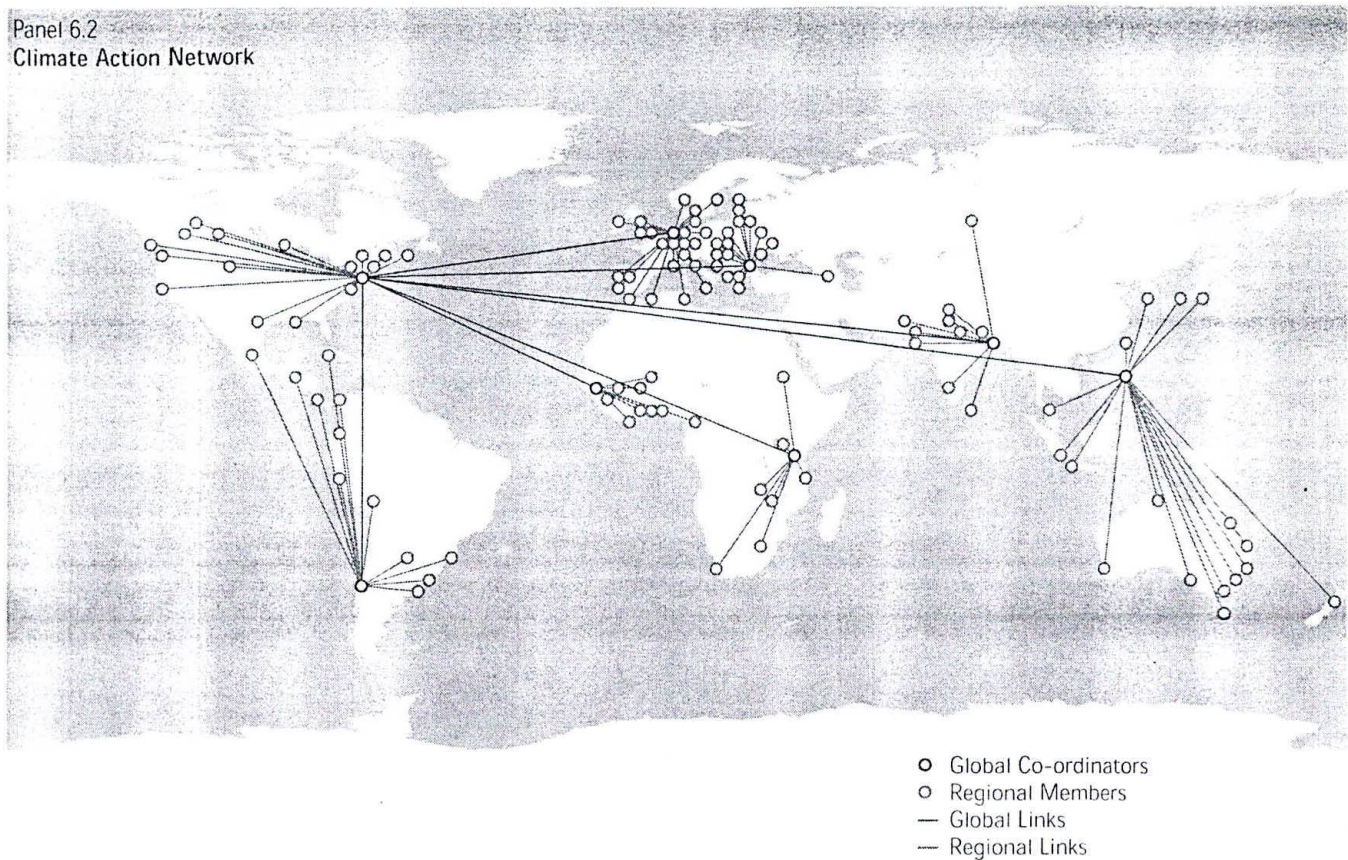 Panel 6.2
Climate Action Network
Global Co-ordinators
Regional Members
Global Links
Regional Links